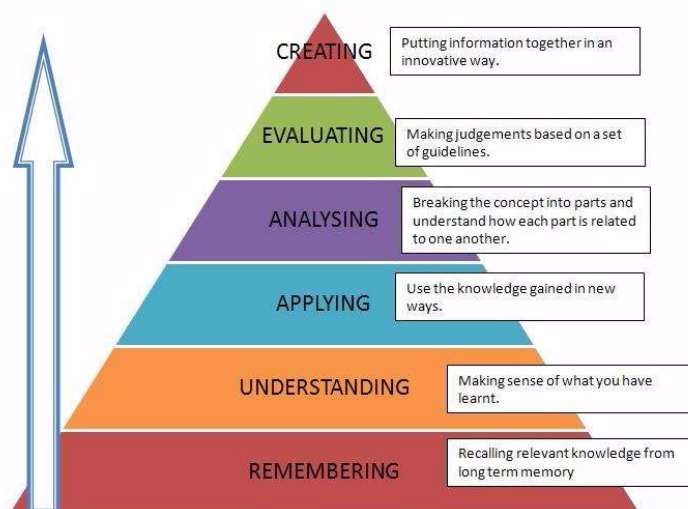 CREATING
Putting information together in an
innovative way.
EVALUATING
Making judgements based on a set
of guidelines.
ANALYSING
Breaking the concept into parts and
understand how each part is related
to one another.
APPLYING
Use the knowledge gained in new
ways.
UNDERSTANDING
Making sense of what you have
learnt.
REMEMBERING
Recalling relevant knowledge from
long term memory